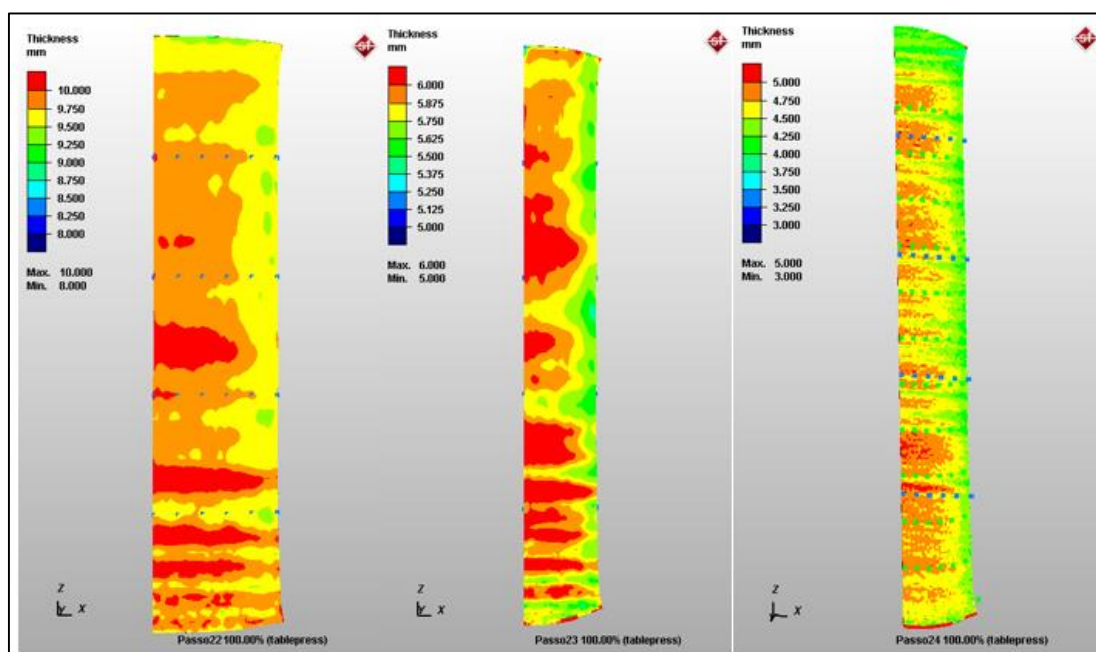 Thickness
mm
10.000
9.750
9.500
9.250
9.000
8.750
8.500
8.250
8.000
Max. 10.000
Min. 8.000
Z
X
Passo22 100.00% (tablepress)
Thickness
mm
6.000
5.875
5.750
5.625
5.500
5.375
5.250
5.125
5.000
Max. 6.000
Min. 5.000
Z
X
Passo23 100.00% (tablepress)
Thickness
mm
5.000
4.750
4.500
4.250
4.000
3.750
3.500
3.250
3.000
Max. 5.000
Min. 3.000
Z
X
Passo24 100.00% (tablepress)